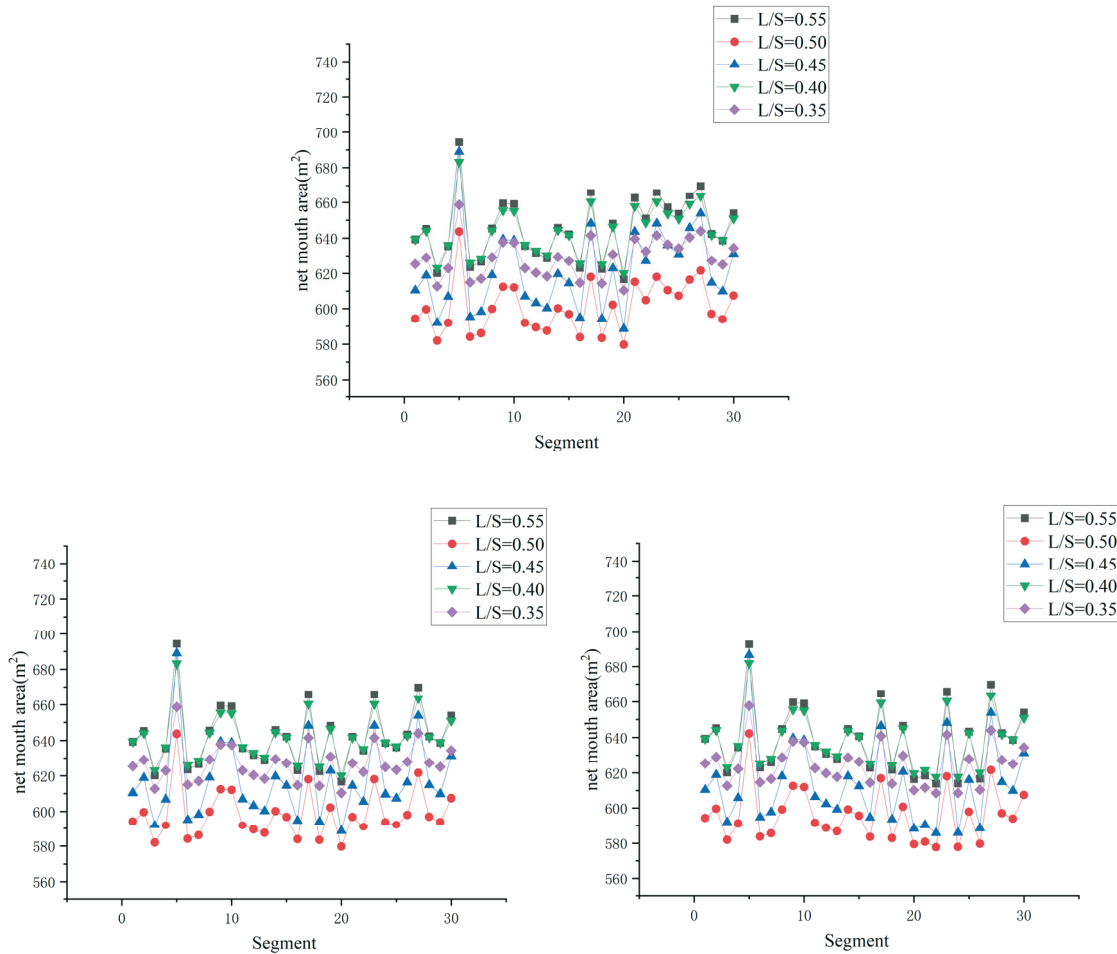 L/S=0.55
L/S=0.50
L/S=0.45
L/S=0.40
L/S=0.35
740
720
700
680
660
640
620
600
580
560
net mouth area(m²)
0 10 20 30
Segment
L/S=0.55
L/S=0.50
L/S=0.45
L/S=0.40
L/S=0.35
740
720
700
680
660
640
620
600
580
560
net mouth area(m²)
0 10 20 30
Segment
L/S=0.55
L/S=0.50
L/S=0.45
L/S=0.40
L/S=0.35
740
720
700
680
660
640
620
600
580
560
net mouth area(m²)
0 10 20 30
Segment